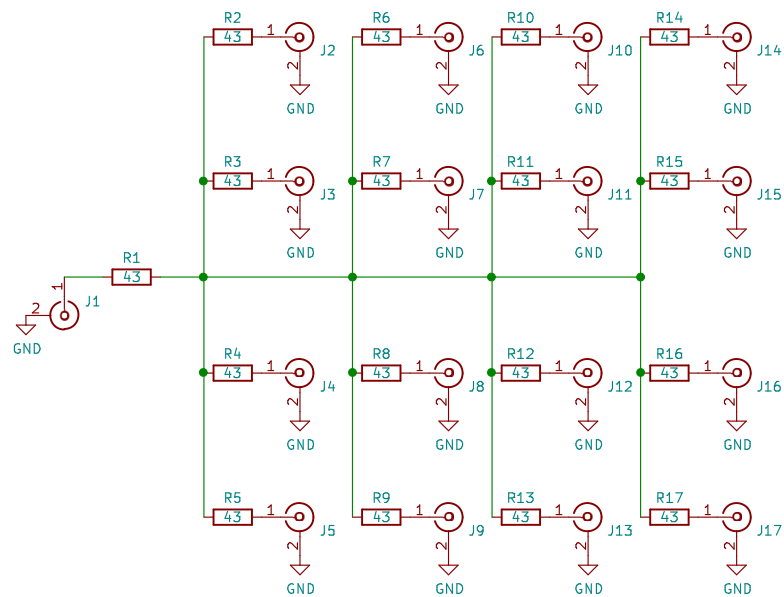 R2 R6 R10 R14
43 1 43 1 43 1 43 1
J2 J6 J10 J14
2 2 2 2
GND GND GND GND
R3 R7 R11 R15
43 1 43 1 43 1 43 1
J3 J7 J11 J15
2 2 2 2
GND GND GND GND
R1
43
1
J1
2
GND
R4 R8 R12 R16
43 1 43 1 43 1 43 1
J4 J8 J12 J16
2 2 2 2
GND GND GND GND
R5 R9 R13 R17
43 1 43 1 43 1 43 1
J5 J9 J13 J17
2 2 2 2
GND GND GND GND